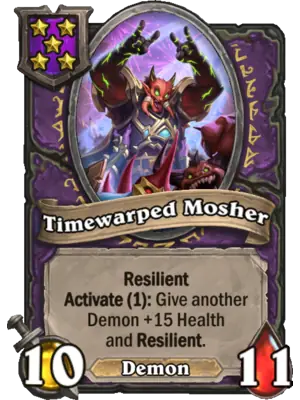 Timewarped Mosher
Resilient
Activate (1): Give another
Demon +15 Health
and Resilient.
10
Demon
11